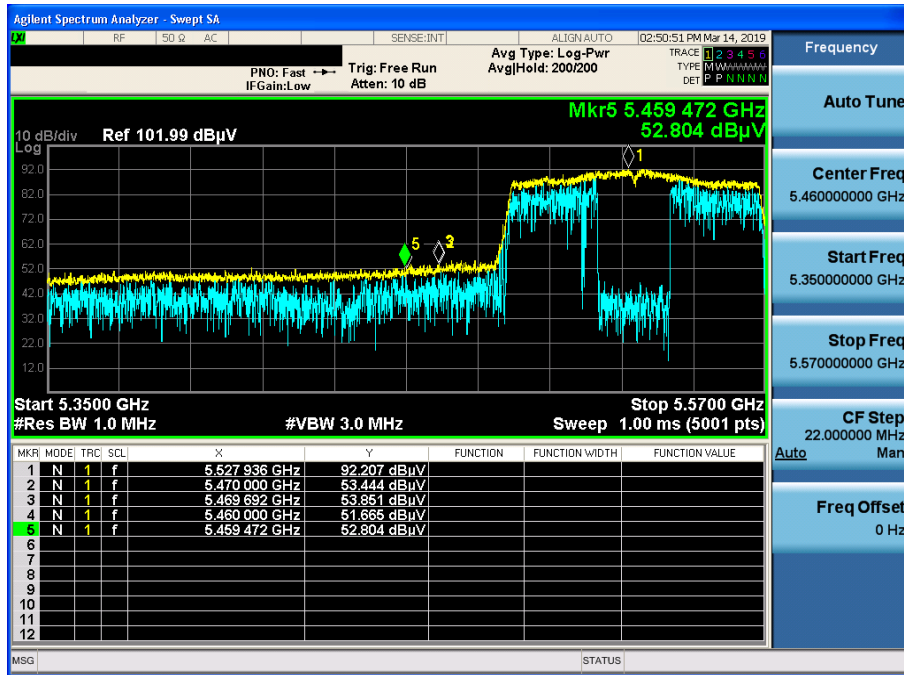 Agilent Spectrum Analyzer - Swept SA
LXI RF 50 Ω AC SENSE:INT ALIGN AUTO 02:50:51 PM Mar 14, 2019
PNO: Fast Trig: Free Run Avg Type: Log-Pwr TRACE 1 2 3 4 5 6
IFGain:Low Atten: 10 dB Avg|Hold: 200/200 TYPE M W W W W W
DET P P N N N N
Mkr5 5.459 472 GHz
10 dB/div Ref 101.99 dBµV 52.804 dBµV
Log
92.0
82.0
72.0
62.0
52.0
42.0
32.0
22.0
12.0
1
5
3
Start 5.3500 GHz Stop 5.5700 GHz
#Res BW 1.0 MHz #VBW 3.0 MHz Sweep 1.00 ms (5001 pts)
MKR MODE TRC SCL X Y FUNCTION FUNCTION WIDTH FUNCTION VALUE
1 N 1 f 5.527 936 GHz 92.207 dBµV
2 N 1 f 5.470 000 GHz 53.444 dBµV
3 N 1 f 5.469 692 GHz 53.851 dBµV
4 N 1 f 5.460 000 GHz 51.665 dBµV
5 N 1 f 5.459 472 GHz 52.804 dBµV
6
7
8
9
10
11
12
MSG STATUS
Frequency
Auto Tune
Center Freq
5.460000000 GHz
Start Freq
5.350000000 GHz
Stop Freq
5.570000000 GHz
CF Step
22.000000 MHz
Auto Man
Freq Offset
0 Hz